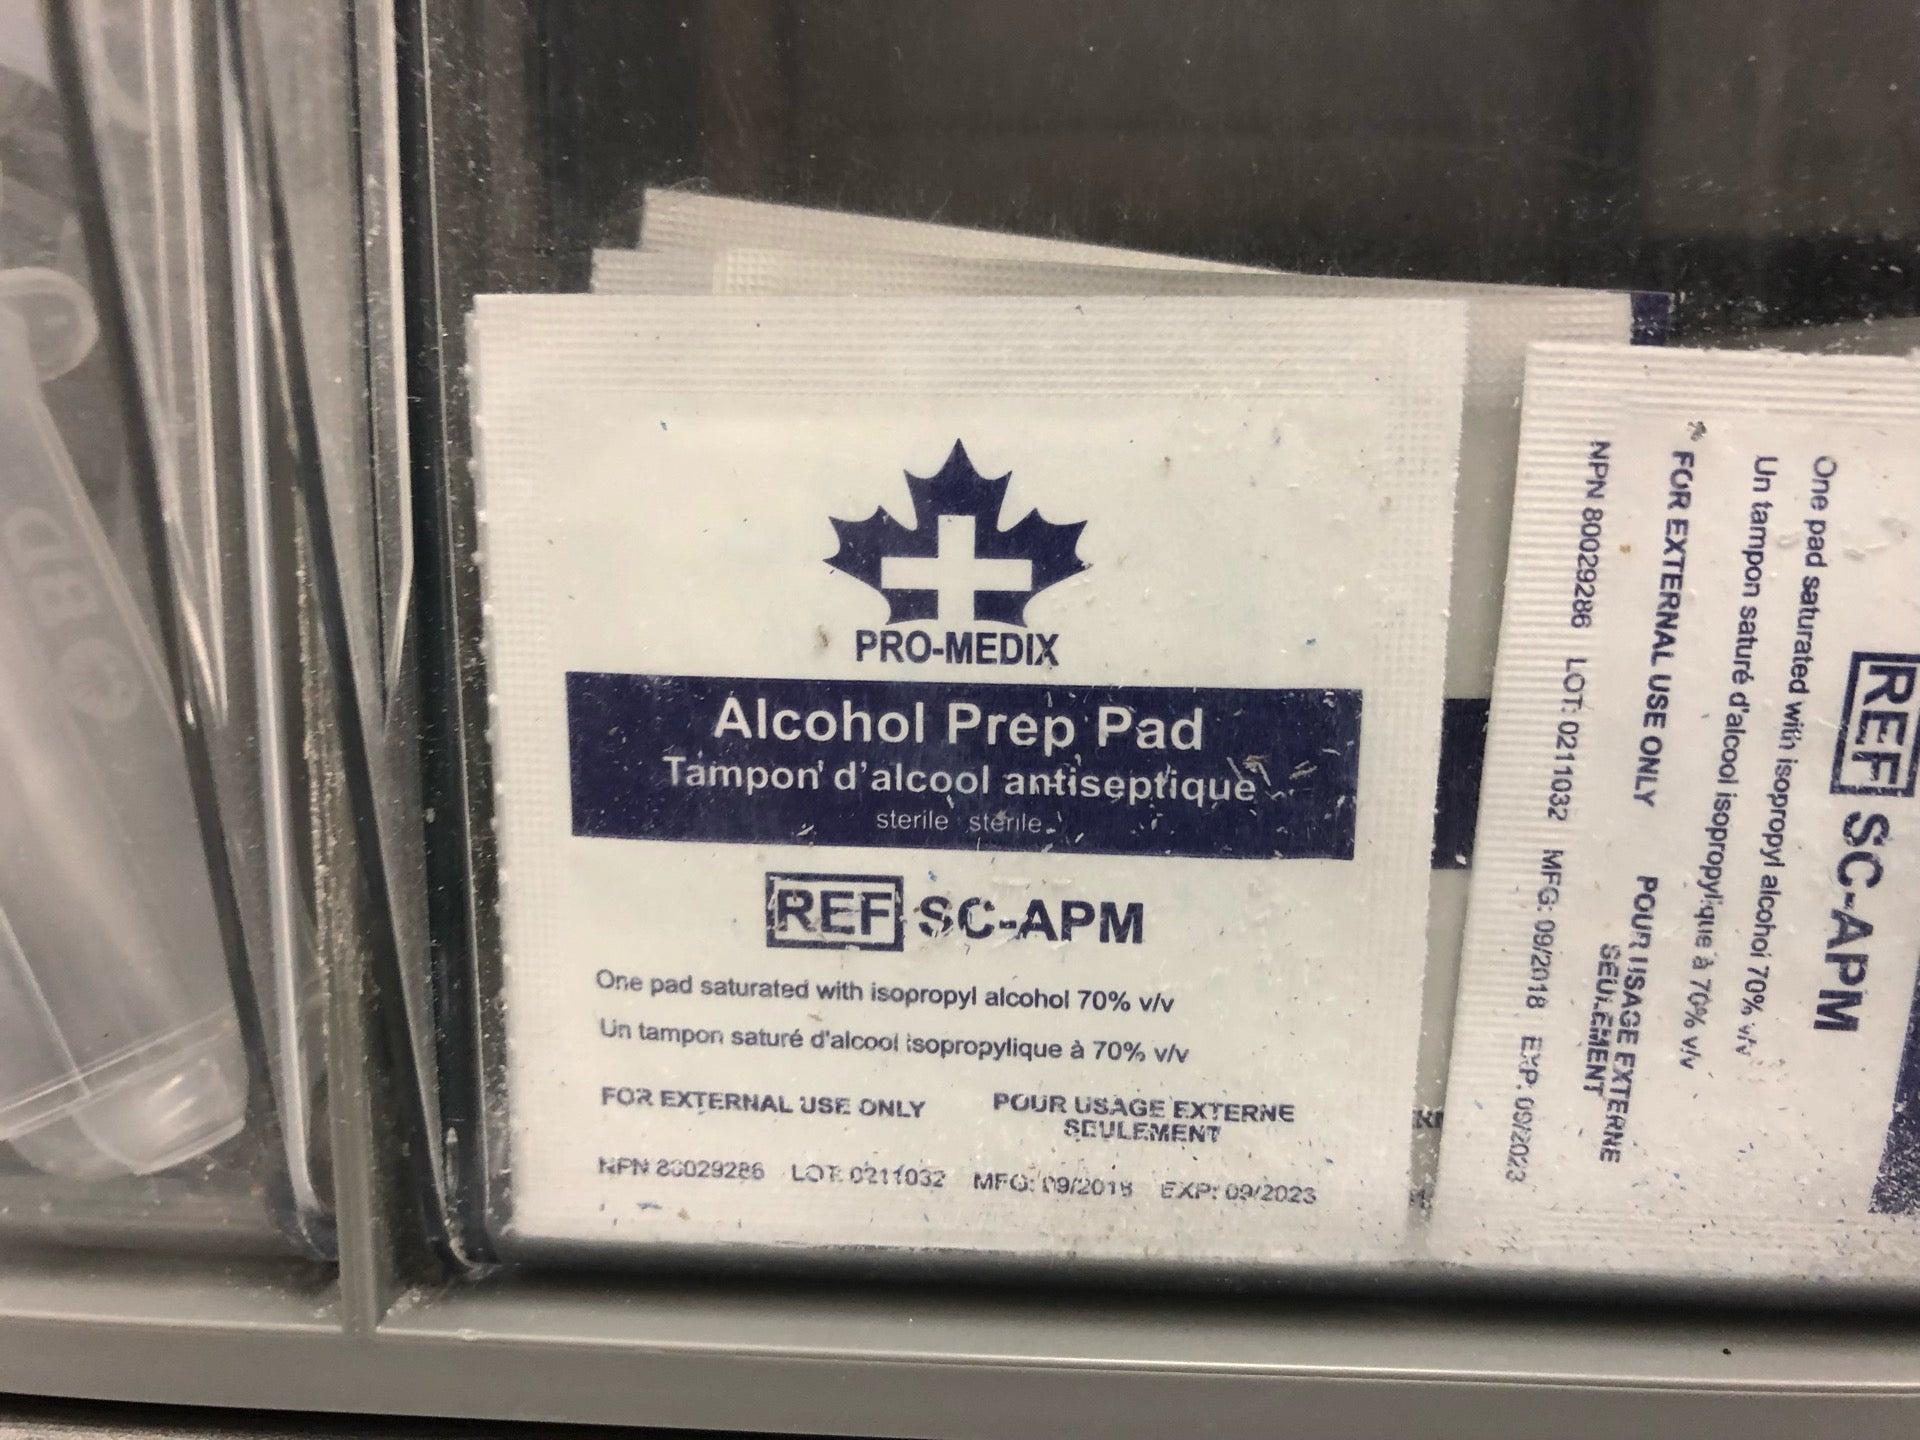 PRO-MEDIX
Alcohol Prep Pad
Tampon d'alcool antiseptique
sterile stérile
REF SC-APM
One pad saturated with isopropyl alcohol 70% v/v
Un tampon saturé d'alcool isopropylique à 70% v/v
FOR EXTERNAL USE ONLY POUR USAGE EXTERNE
SEULEMENT
NPN 80029286 LOT: 0211032 MFG: 09/2018 EXP: 09/2023
REF SC-APM
One pad saturated with isopropyl alcohol 70% v/v
Un tampon saturé d'alcool isopropylique à 70% v/v
FOR EXTERNAL USE ONLY POUR USAGE EXTERNE
SEULEMENT
NPN 80029286 LOT: 0211032 MFG: 09/2018 EXP: 09/2023
BD